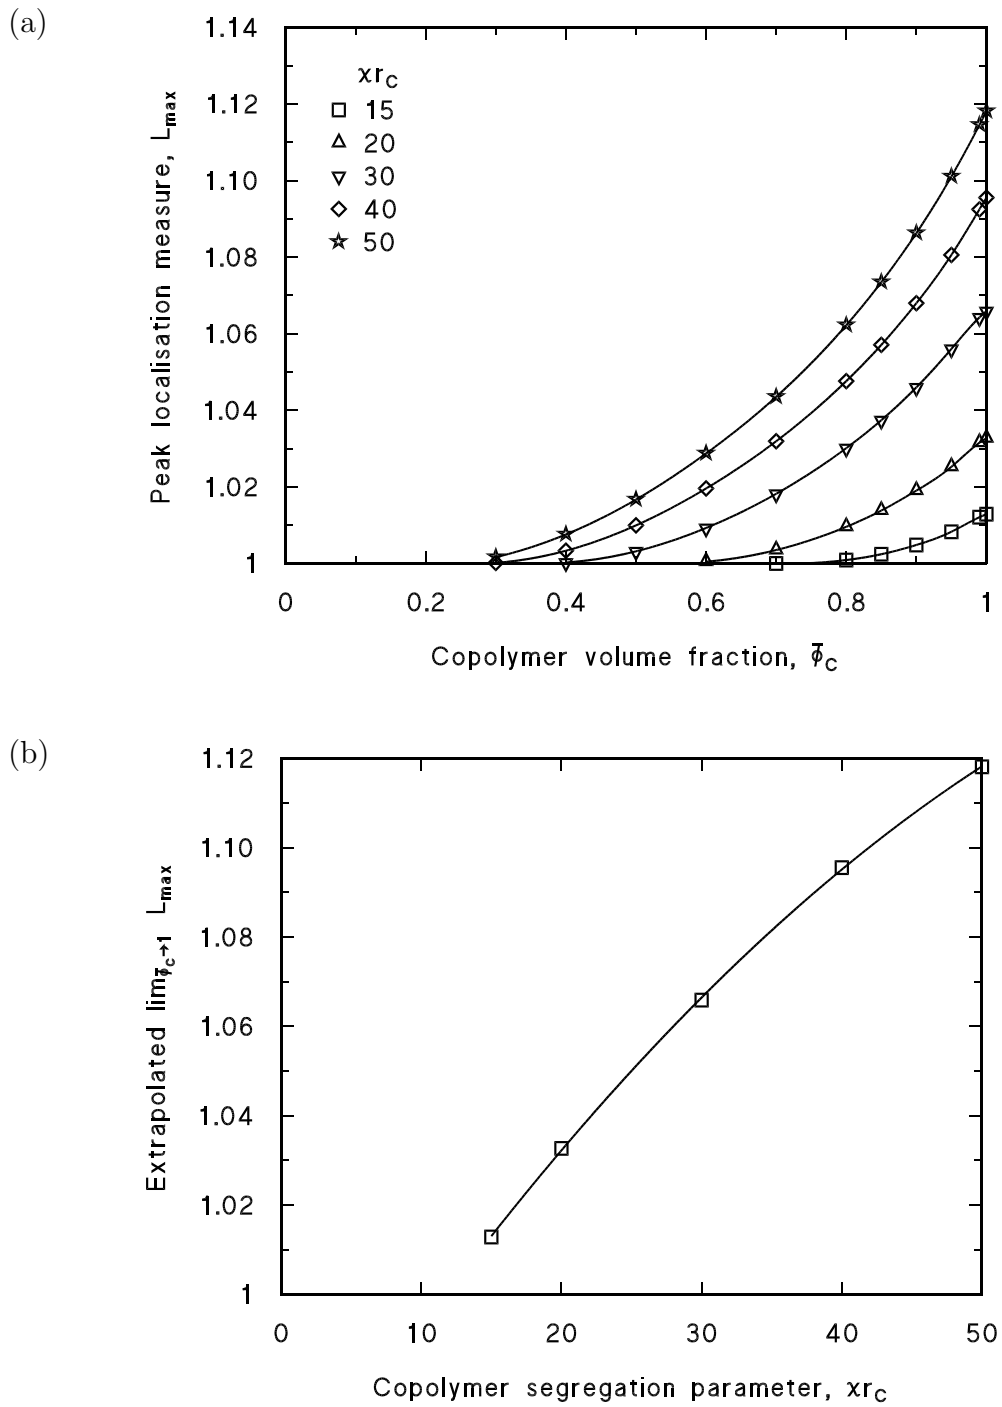 (a)
Peak localisation measure, L_max
1.14
1.12
1.10
1.08
1.06
1.04
1.02
1
χr_C
15
20
30
40
50
0 0.2 0.4 0.6 0.8 1
Copolymer volume fraction, ϕ̄_C
(b)
Extrapolated lim_ϕ̄_C→1 L_max
1.12
1.10
1.08
1.06
1.04
1.02
1
0 10 20 30 40 50
Copolymer segregation parameter, χr_C